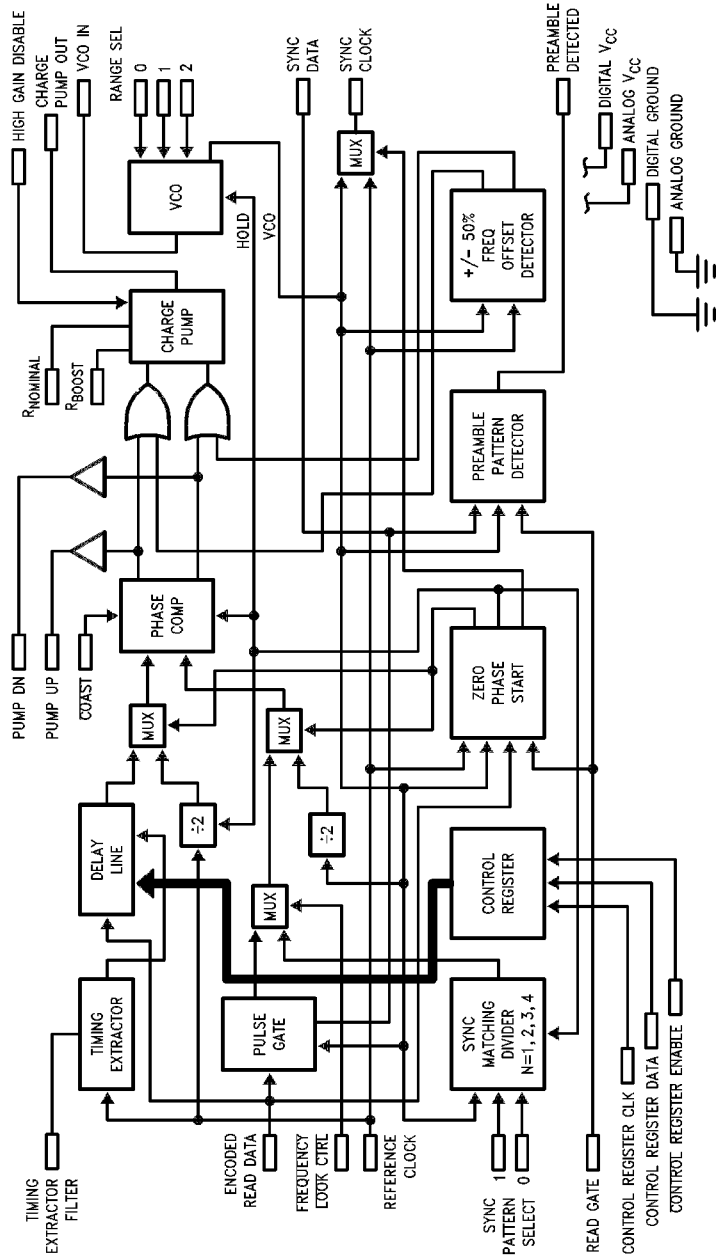 HIGH GAIN DISABLE
CHARGE
PUMP OUT
VCO IN
RANGE SEL
0
1
2
SYNC
DATA
SYNC
CLOCK
PREAMBLE
DETECTED
DIGITAL VCC
ANALOG VCC
DIGITAL GROUND
ANALOG GROUND
VCO
HOLD
VCO
MUX
+/- 50%
FREQ
OFFSET
DETECTOR
RNOMINAL
RBOOST
CHARGE
PUMP
PREAMBLE
PATTERN
DETECTOR
PUMP DN
PUMP UP
COAST
PHASE
COMP
MUX
MUX
ZERO
PHASE
START
DELAY
LINE
÷2
÷2
MUX
CONTROL
REGISTER
TIMING
EXTRACTOR
PULSE
GATE
SYNC
MATCHING
DIVIDER
N=1, 2, 3, 4
TIMING
EXTRACTOR
FILTER
ENCODED
READ DATA
FREQUENCY
LOOK CTRL
REFERENCE
CLOCK
SYNC
PATTERN
SELECT
1
0
READ GATE
CONTROL REGISTER CLK
CONTROL REGISTER DATA
CONTROL REGISTER ENABLE